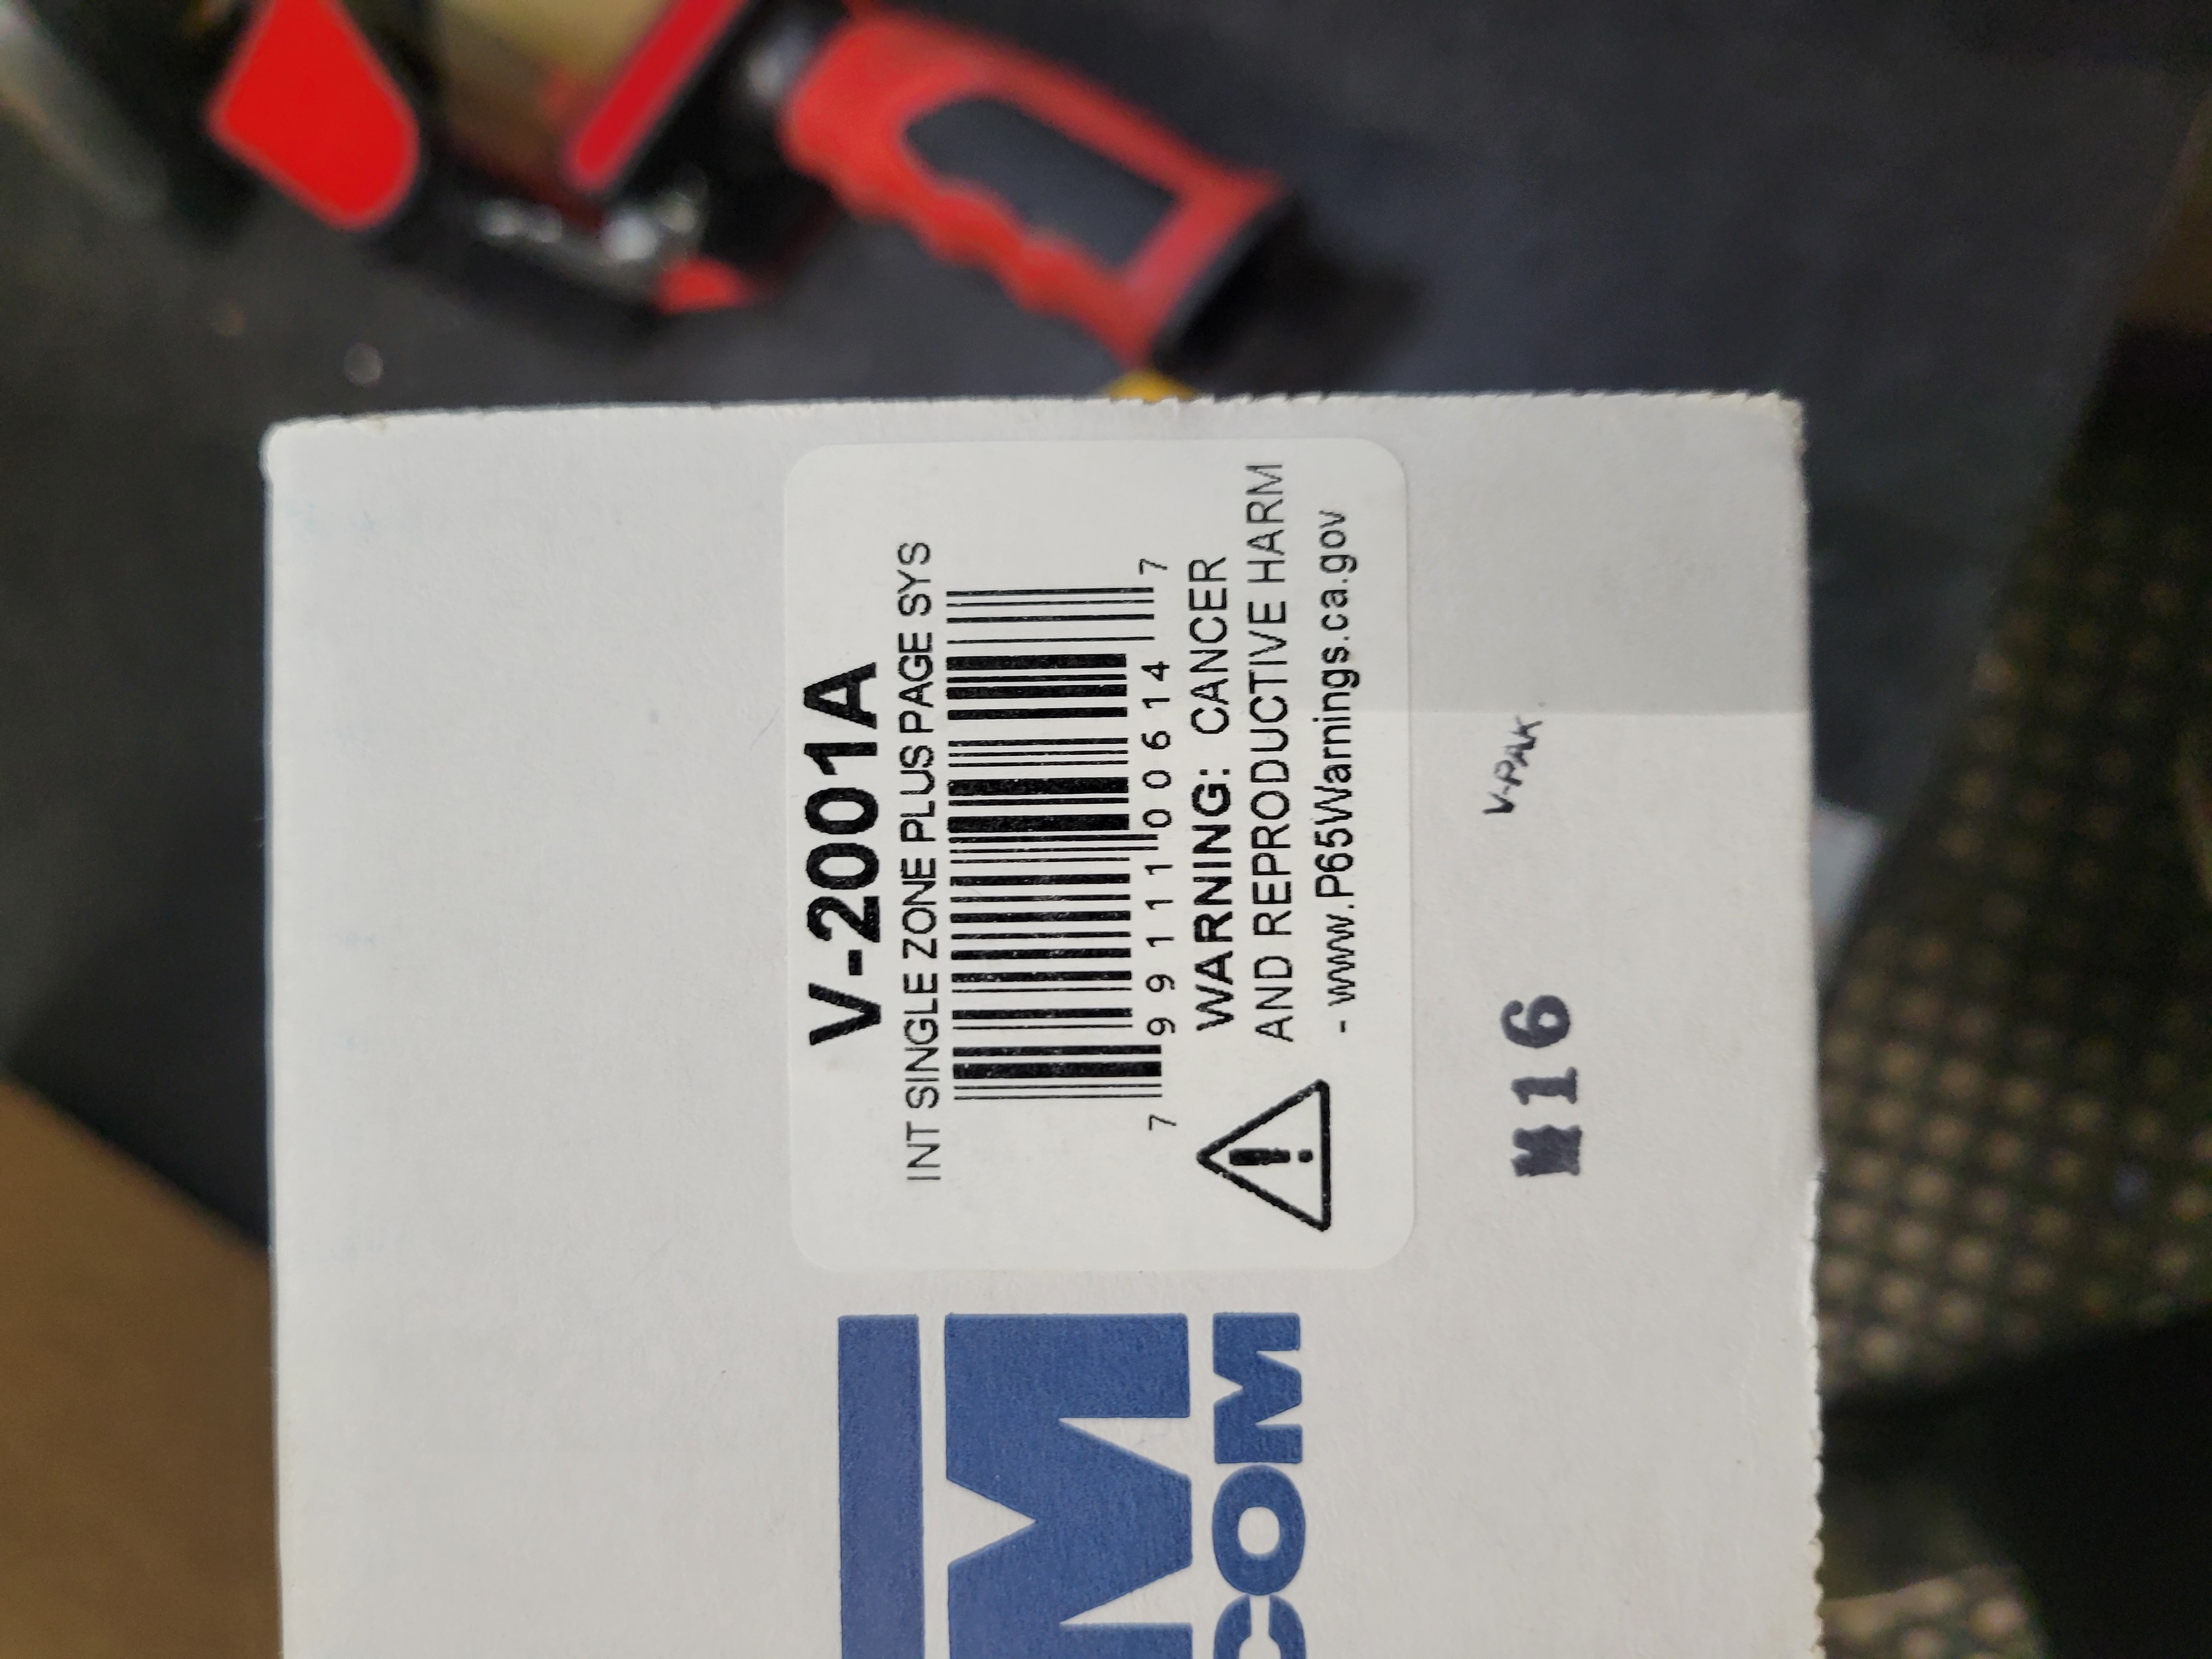 V-2001A
INT SINGLE ZONE PLUS PAGE SYS
7 99111 00614 7
WARNING: CANCER
AND REPRODUCTIVE HARM
- www.P65Warnings.ca.gov
V-PAK
M16
COM